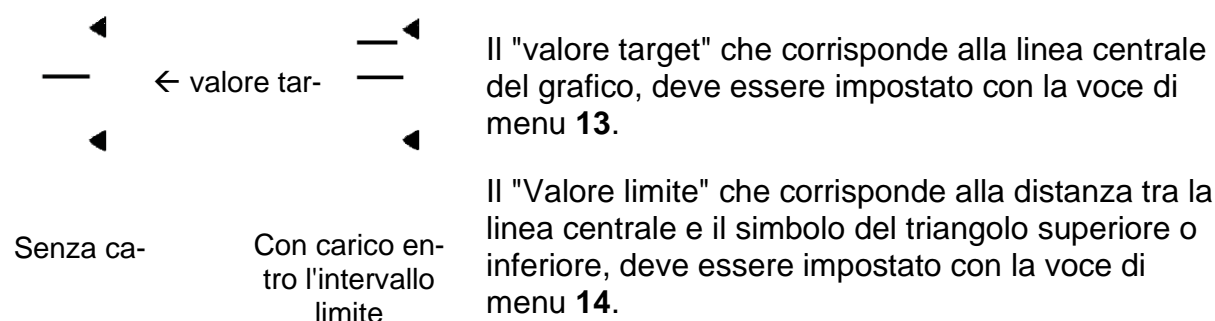 ← valore tar-
Il "valore target" che corrisponde alla linea centrale
del grafico, deve essere impostato con la voce di
menu 13.
Il "Valore limite" che corrisponde alla distanza tra la
linea centrale e il simbolo del triangolo superiore o
inferiore, deve essere impostato con la voce di
menu 14.
Senza ca-
Con carico en-
tro l'intervallo
limite